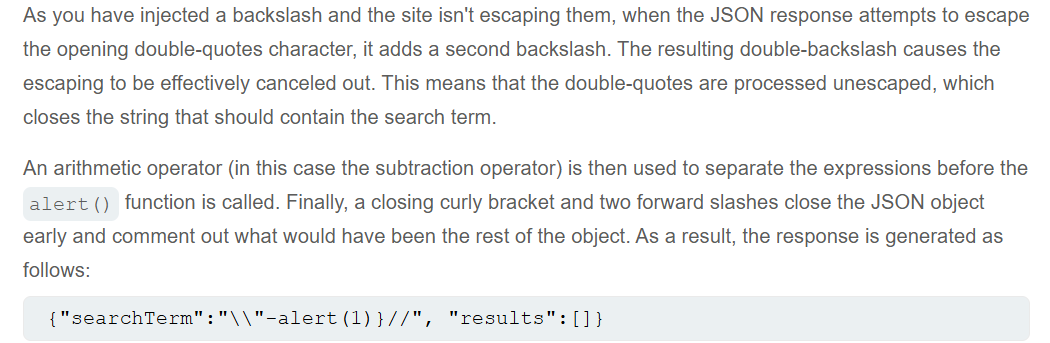 As you have injected a backslash and the site isn't escaping them, when the JSON response attempts to escape
the opening double-quotes character, it adds a second backslash. The resulting double-backslash causes the
escaping to be effectively canceled out. This means that the double-quotes are processed unescaped, which
closes the string that should contain the search term.
An arithmetic operator (in this case the subtraction operator) is then used to separate the expressions before the
alert() function is called. Finally, a closing curly bracket and two forward slashes close the JSON object
early and comment out what would have been the rest of the object. As a result, the response is generated as
follows:
{"searchTerm":"\\"-alert(1)}//", "results":[]}